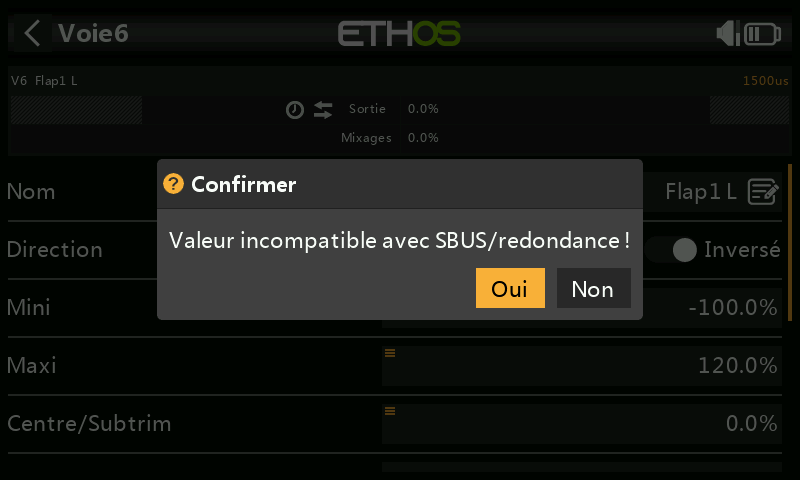 Voie6
ETHOS
V6 Flap1 L
1500us
Sortie 0.0%
Mixages 0.0%
Confirmer
Valeur incompatible avec SBUS/redondance !
Oui Non
Nom Flap1 L
Direction Inversé
Mini -100.0%
Maxi 120.0%
Centre/Subtrim 0.0%